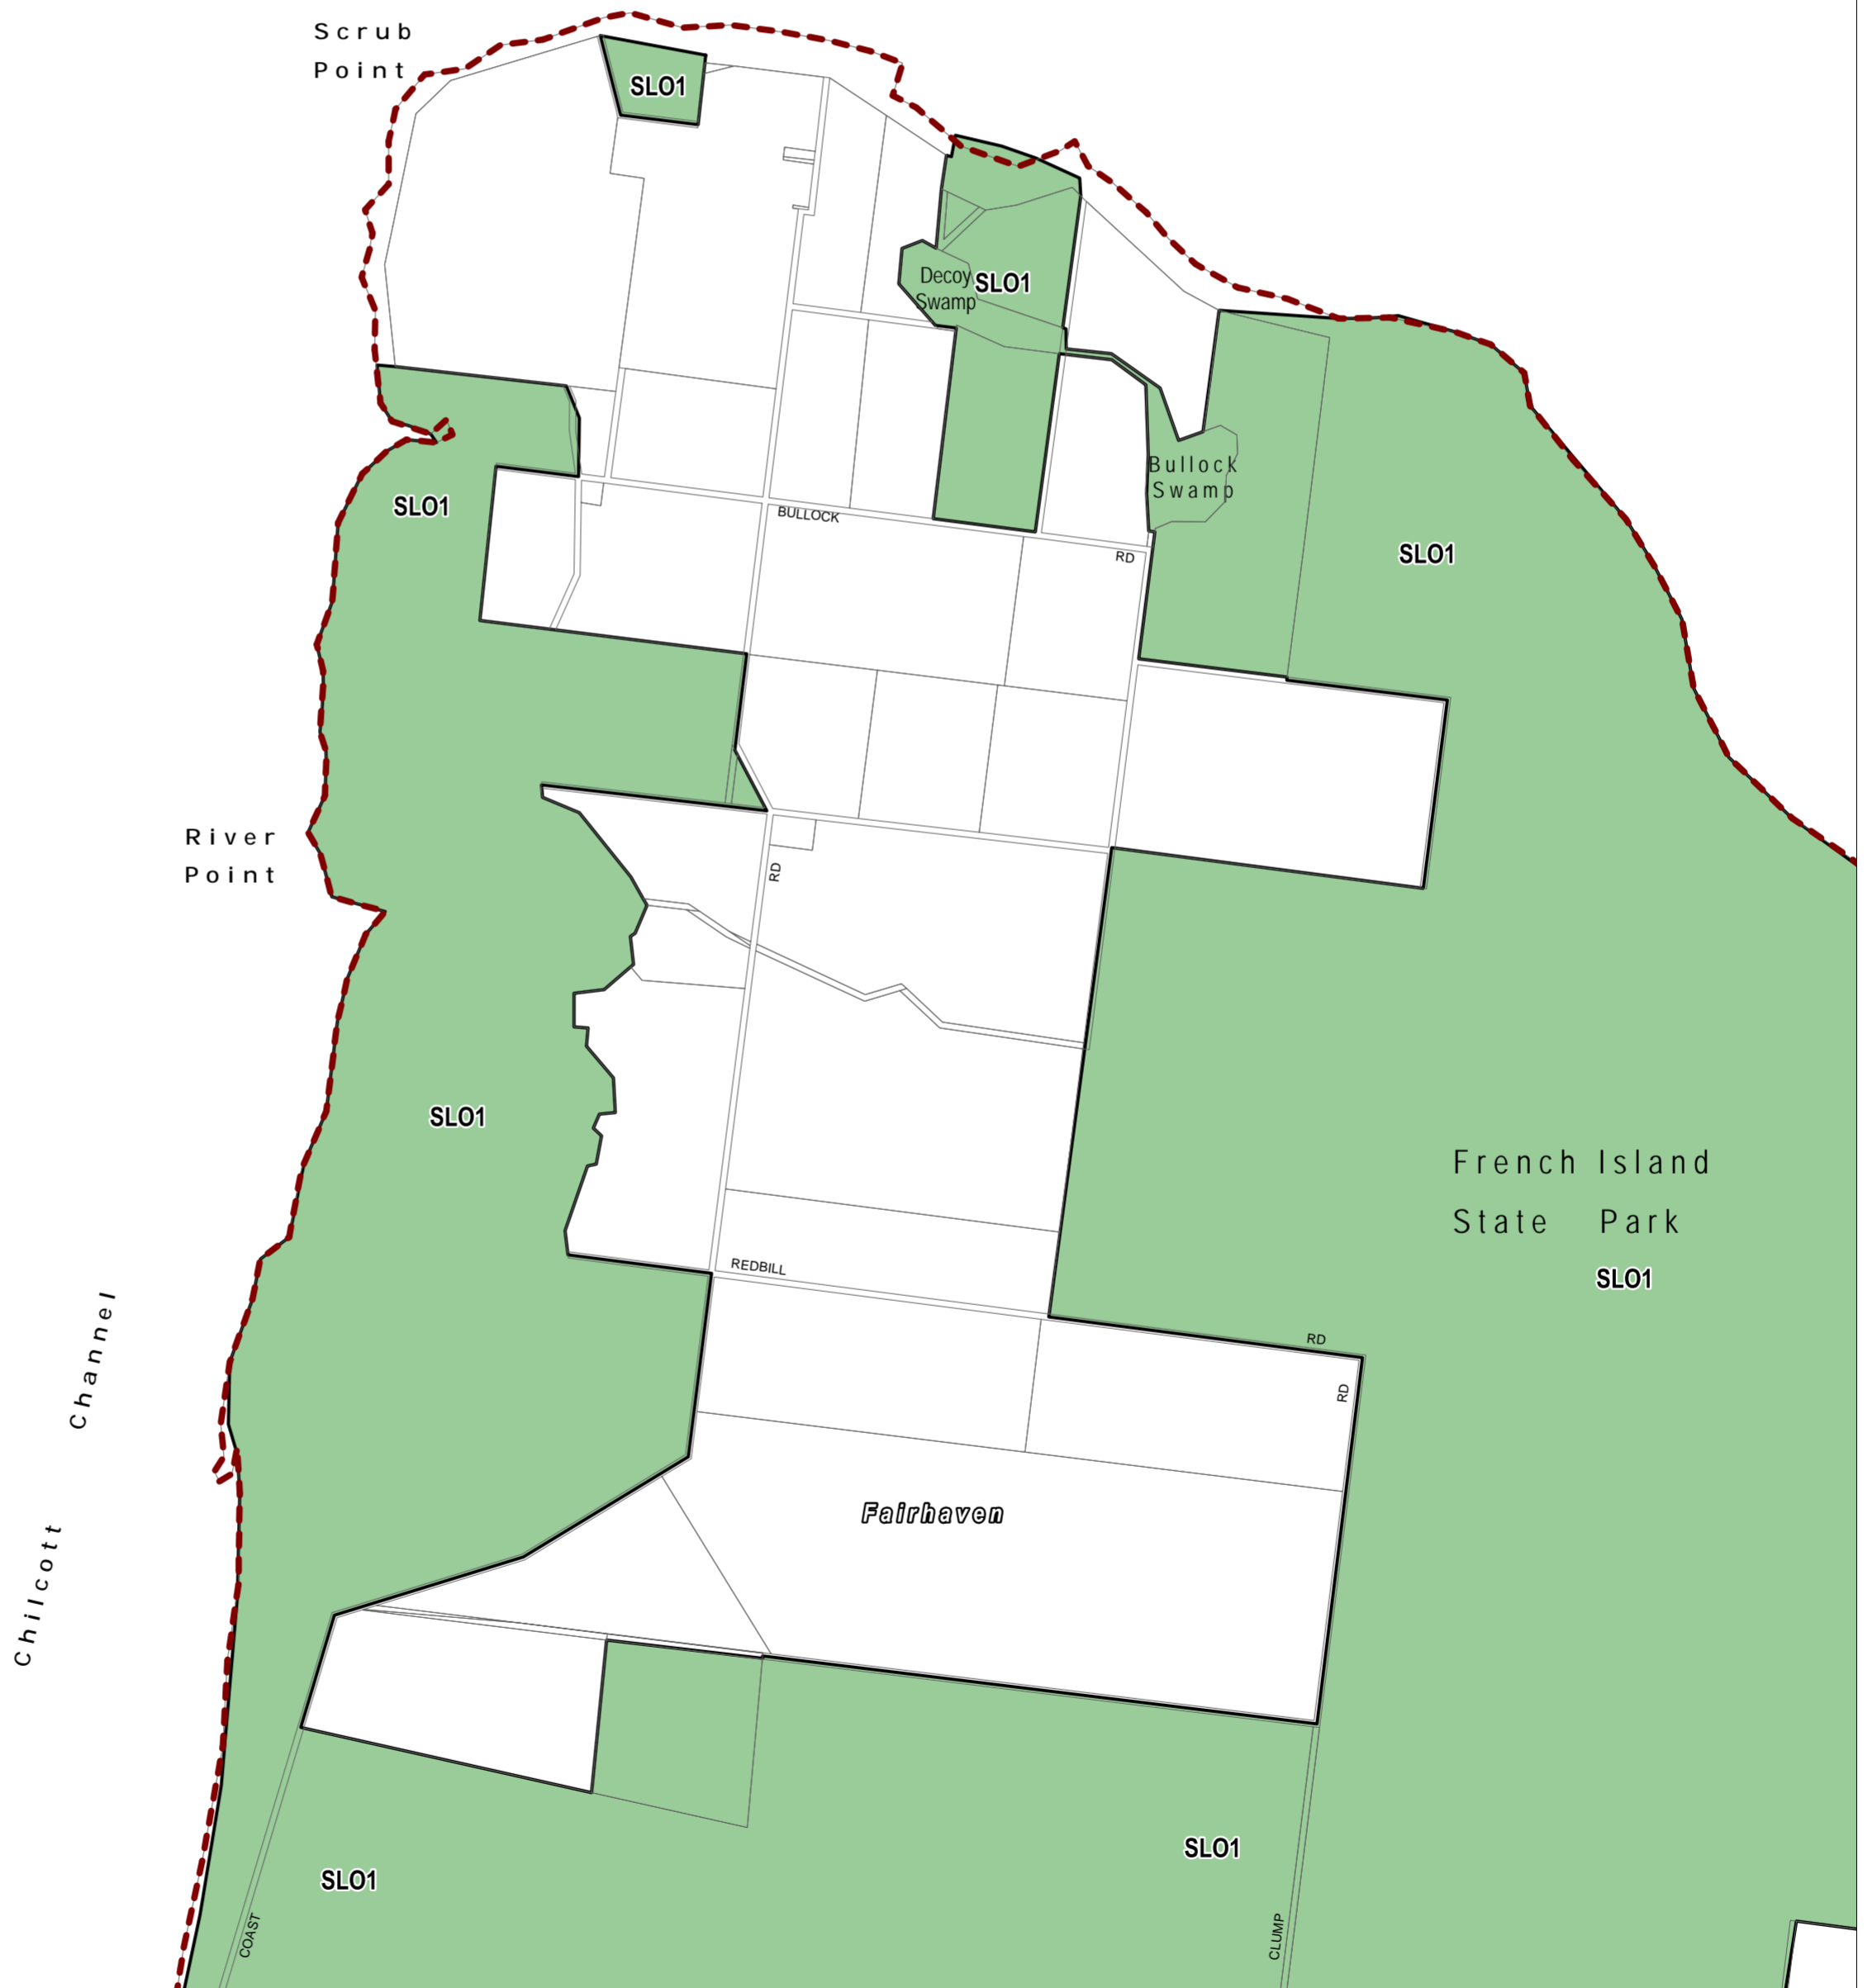 Scrub
Point
SLO1
Decoy
Swamp
SLO1
Bullock
Swamp
SLO1
BULLOCK
RD
SLO1
River
Point
RD
SLO1
French Island
State Park
SLO1
REDBILL
RD
RD
Chilcott Channel
Fairhaven
SLO1
SLO1
COAST
CLUMP